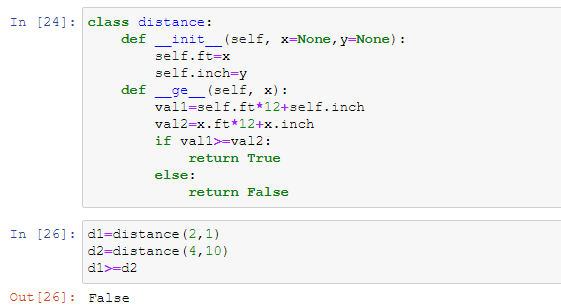 In [24]: class distance:
    def __init__(self, x=None,y=None):
        self.ft=x
        self.inch=y
    def __ge__(self, x):
        val1=self.ft*12+self.inch
        val2=x.ft*12+x.inch
        if val1>=val2:
            return True
        else:
            return False
In [26]: d1=distance(2,1)
d2=distance(4,10)
d1>=d2
Out[26]: False